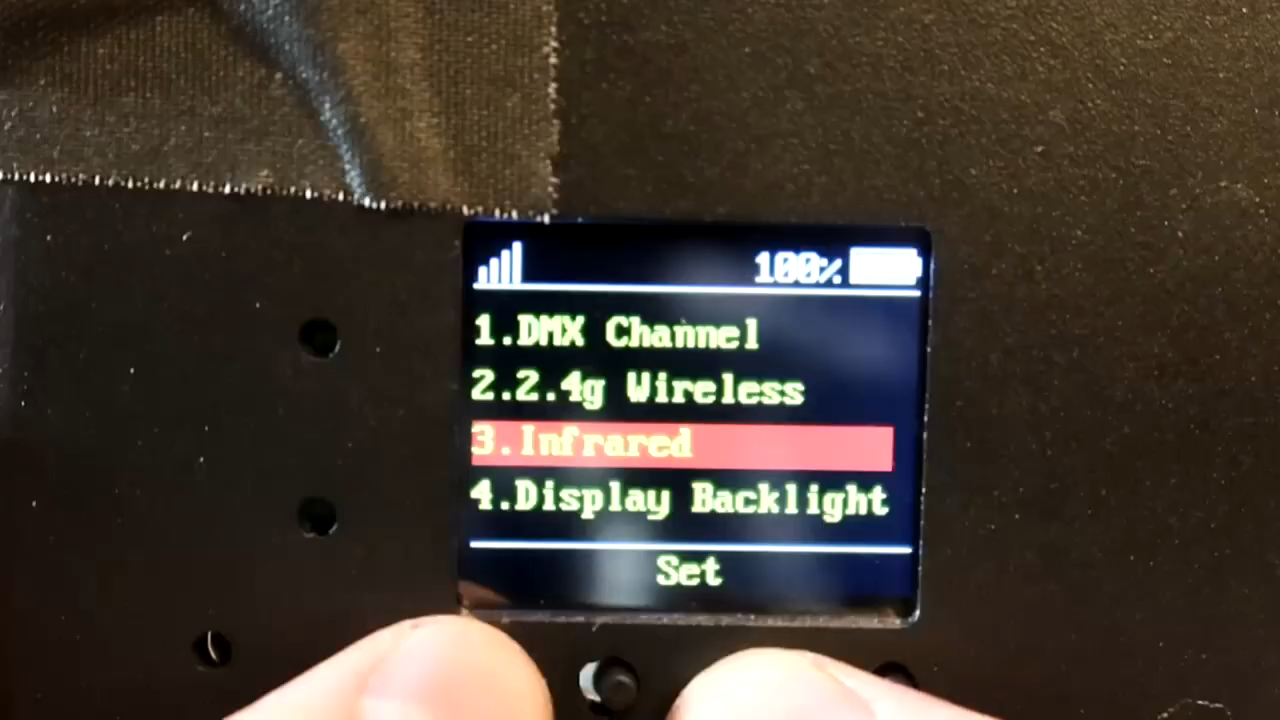 100%
1.DMX Channel
2.2.4g Wireless
3.Infrared
4.Display Backlight
Set